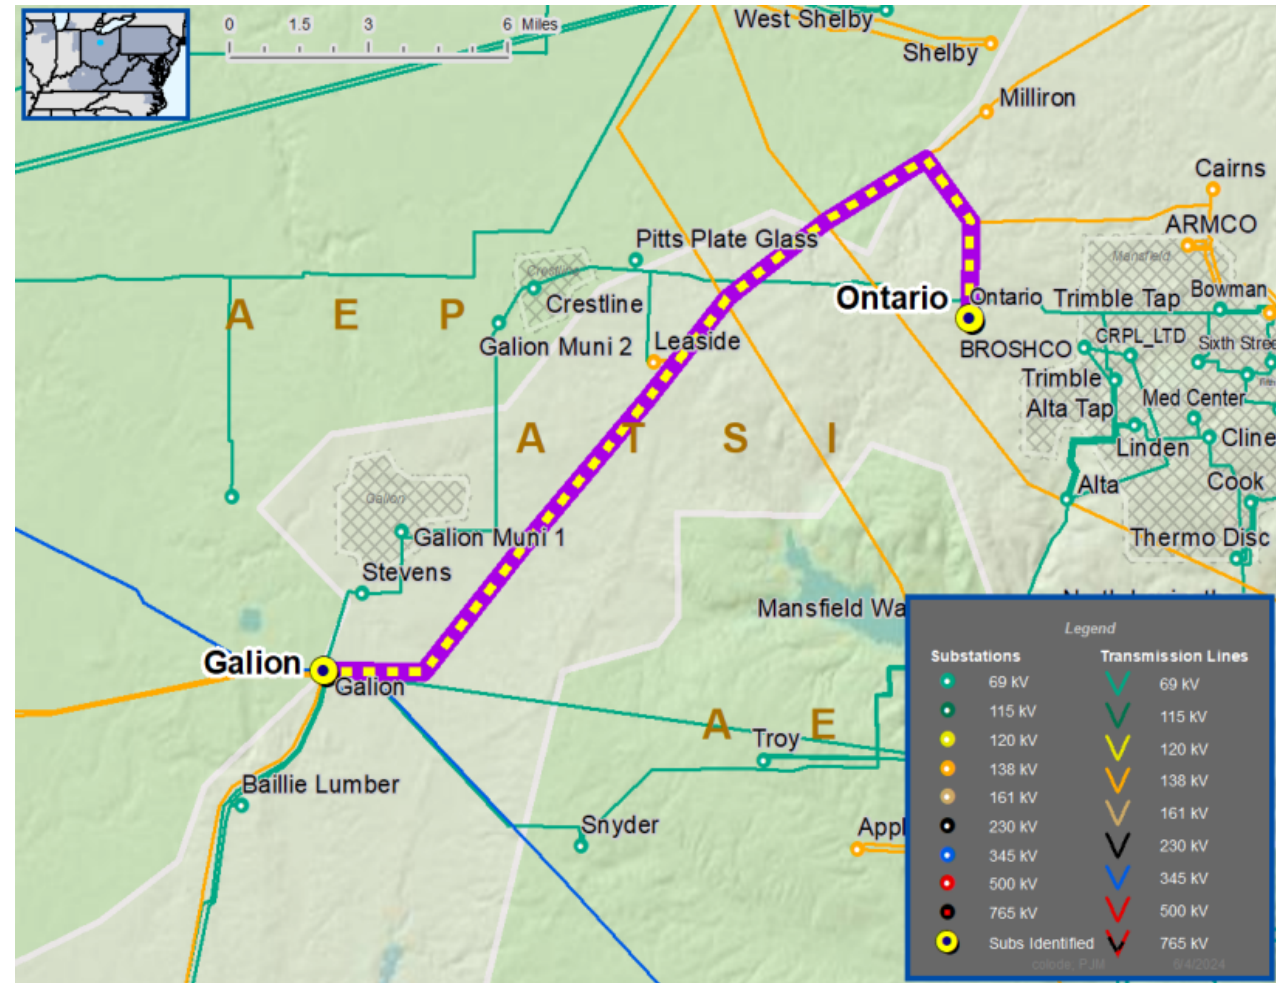 0 1.5 3 6 Miles
West Shelby
Shelby
Milliron
Cairns
ARMCO
Mansfield
Pitts Plate Glass
Crestline
Crestline
Ontario
Ontario
Trimble Tap
Bowman
A E P
Galion Muni 2
Leaside
BROSHCO
CRPL_LTD
Sixth Stree
Trimble
Alta Tap
Med Center
A T S I
Linden
Cline
Galion
Alta
Cook
Galion Muni 1
Thermo Disc
Stevens
Mansfield Wa
Galion
Galion
A E
Troy
Baillie Lumber
Snyder
Appl
Legend
Substations
Transmission Lines
69 kV
69 kV
115 kV
115 kV
120 kV
120 kV
138 kV
138 kV
161 kV
161 kV
230 kV
230 kV
345 kV
345 kV
500 kV
500 kV
765 kV
Subs Identified
765 kV
colode, PJM
6/4/2024